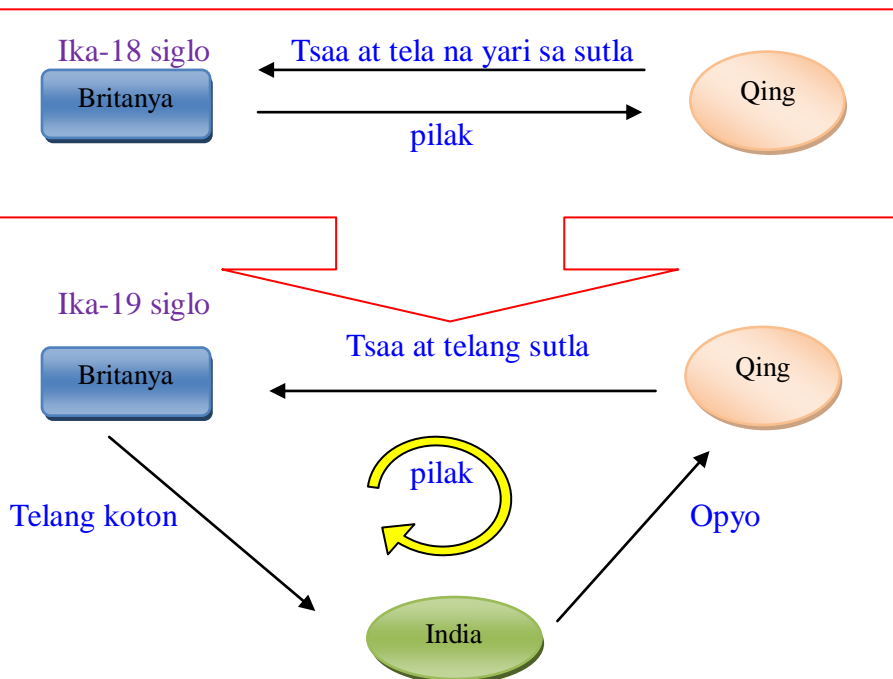 Ika-18 siglo
Tsaa at tela na yari sa sutla
Britanya
Qing
pilak
Ika-19 siglo
Tsaa at telang sutla
Britanya
Qing
pilak
Telang koton
Opyo
India